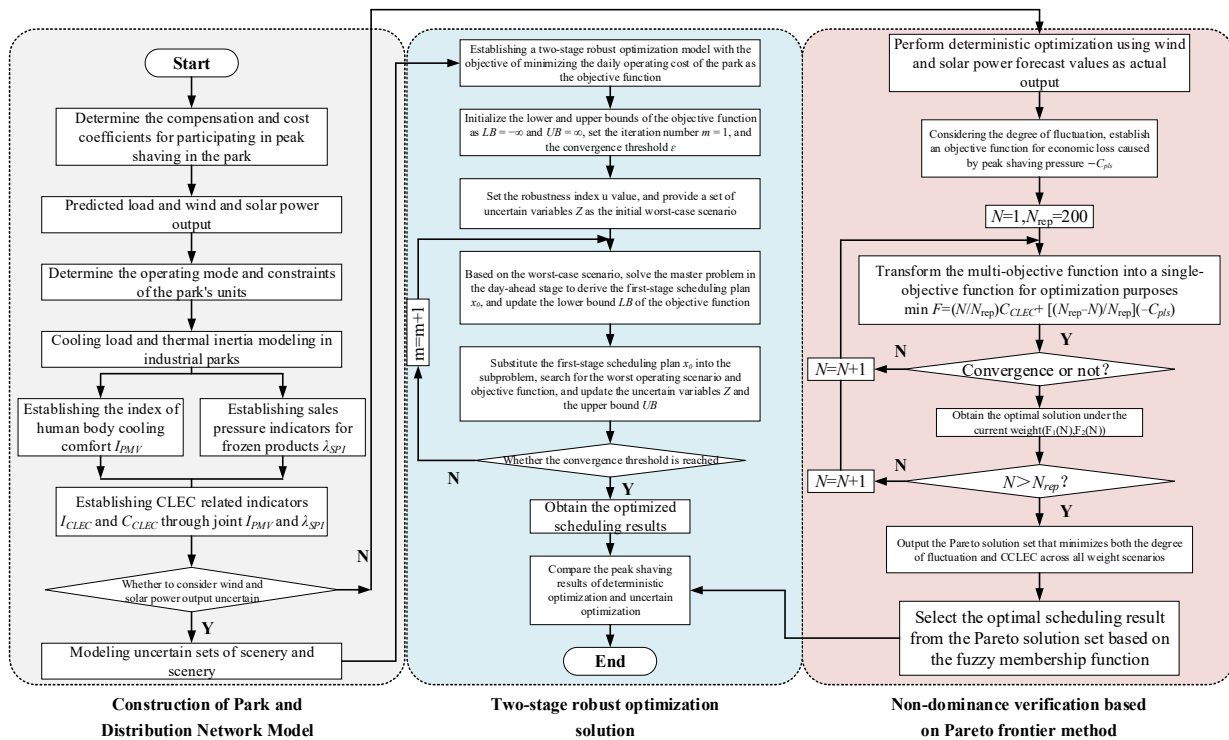 Start
Determine the compensation and cost
coefficients for participating in peak
shaving in the park
Predicted load and wind and solar power
output
Determine the operating mode and constraints
of the park's units
Cooling load and thermal inertia modeling in
industrial parks
Establishing the index of
human body cooling
comfort I_PMV
Establishing sales
pressure indicators for
frozen products λ_SPI
Establishing CLEC related indicators
I_CLEC and C_CLEC through joint I_PMV and λ_SPI
N
Whether to consider wind and
solar power output uncertain
Y
Modeling uncertain sets of scenery and
scenery
Construction of Park and
Distribution Network Model
Establishing a two-stage robust optimization model with the
objective of minimizing the daily operating cost of the park as
the objective function
Initialize the lower and upper bounds of the objective function
as LB = −∞ and UB = ∞, set the iteration number m = 1, and
the convergence threshold ε
Set the robustness index u value, and provide a set of
uncertain variables Z as the initial worst-case scenario
Based on the worst-case scenario, solve the master problem in
the day-ahead stage to derive the first-stage scheduling plan
x₀, and update the lower bound LB of the objective function
m=m+1
Substitute the first-stage scheduling plan x₀ into the
subproblem, search for the worst operating scenario and
objective function, and update the uncertain variables Z and
the upper bound UB
Whether the convergence threshold is reached
N
Y
Obtain the optimized
scheduling results
Compare the peak shaving
results of deterministic
optimization and uncertain
optimization
End
Two-stage robust optimization
solution
Perform deterministic optimization using wind
and solar power forecast values as actual
output
Considering the degree of fluctuation, establish
an objective function for economic loss caused
by peak shaving pressure −C_pls
N=1,N_rep=200
Transform the multi-objective function into a single-
objective function for optimization purposes
min F=(N/N_rep)C_CLEC+ [(N_rep–N)/N_rep](–C_pls)
Y
N
N=N+1
Convergence or not?
Obtain the optimal solution under the
current weight(F₁(N),F₂(N))
N
N=N+1
N＞N_rep?
Y
Output the Pareto solution set that minimizes both the degree
of fluctuation and CCLEC across all weight scenarios
Select the optimal scheduling result
from the Pareto solution set based on
the fuzzy membership function
Non-dominance verification based
on Pareto frontier method